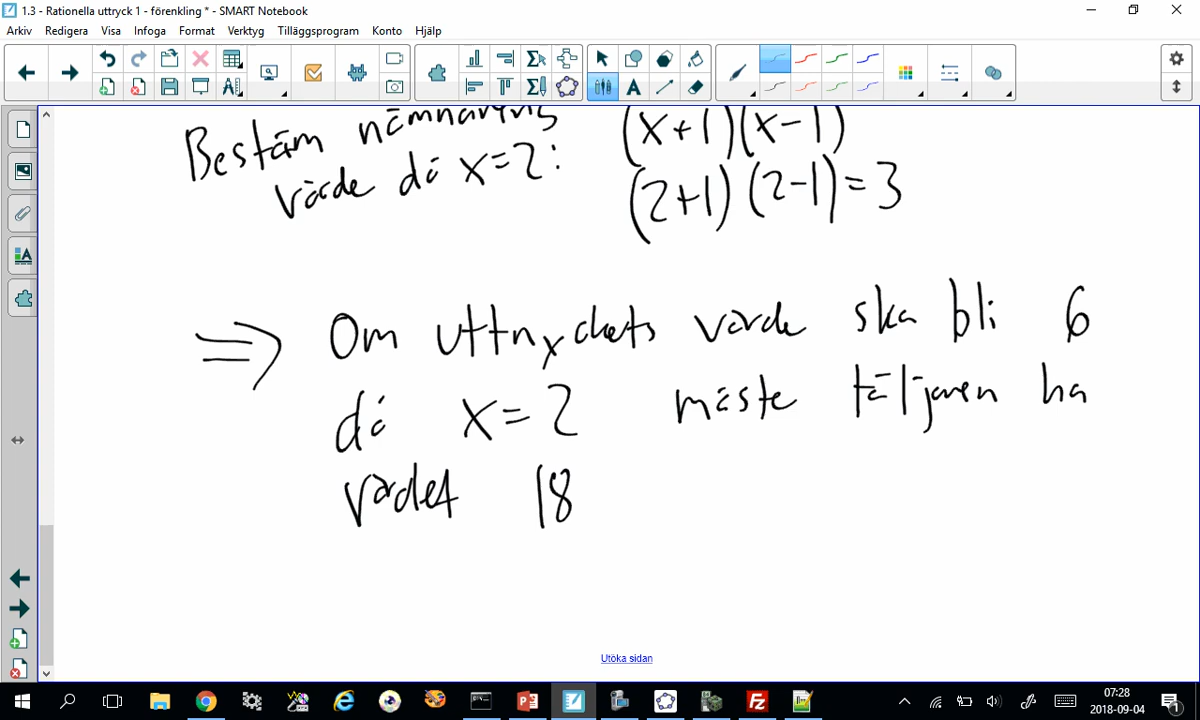 1.3 - Rationella uttryck 1 - förenkling * - SMART Notebook
Arkiv Redigera Visa Infoga Format Verktyg Tilläggsprogram Konto Hjälp
Bestäm nämnarens (x+1)(x-1)
värde då x=2: (2+1)(2-1)=3
⇒ Om uttryckets värde ska bli 6
då x=2 måste täljaren ha
värdet 18
Utöka sidan
07:28
2018-09-04